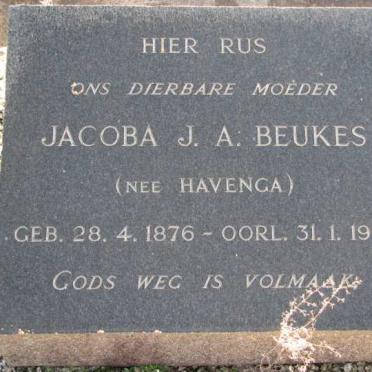 HIER RUS
ONS DIERBARE MOEDER
JACOBA J. A. BEUKES
(NEE HAVENGA)
GEB. 28. 4. 1876 – OORL. 31. 1. 19
GODS WEG IS VOLMAAK